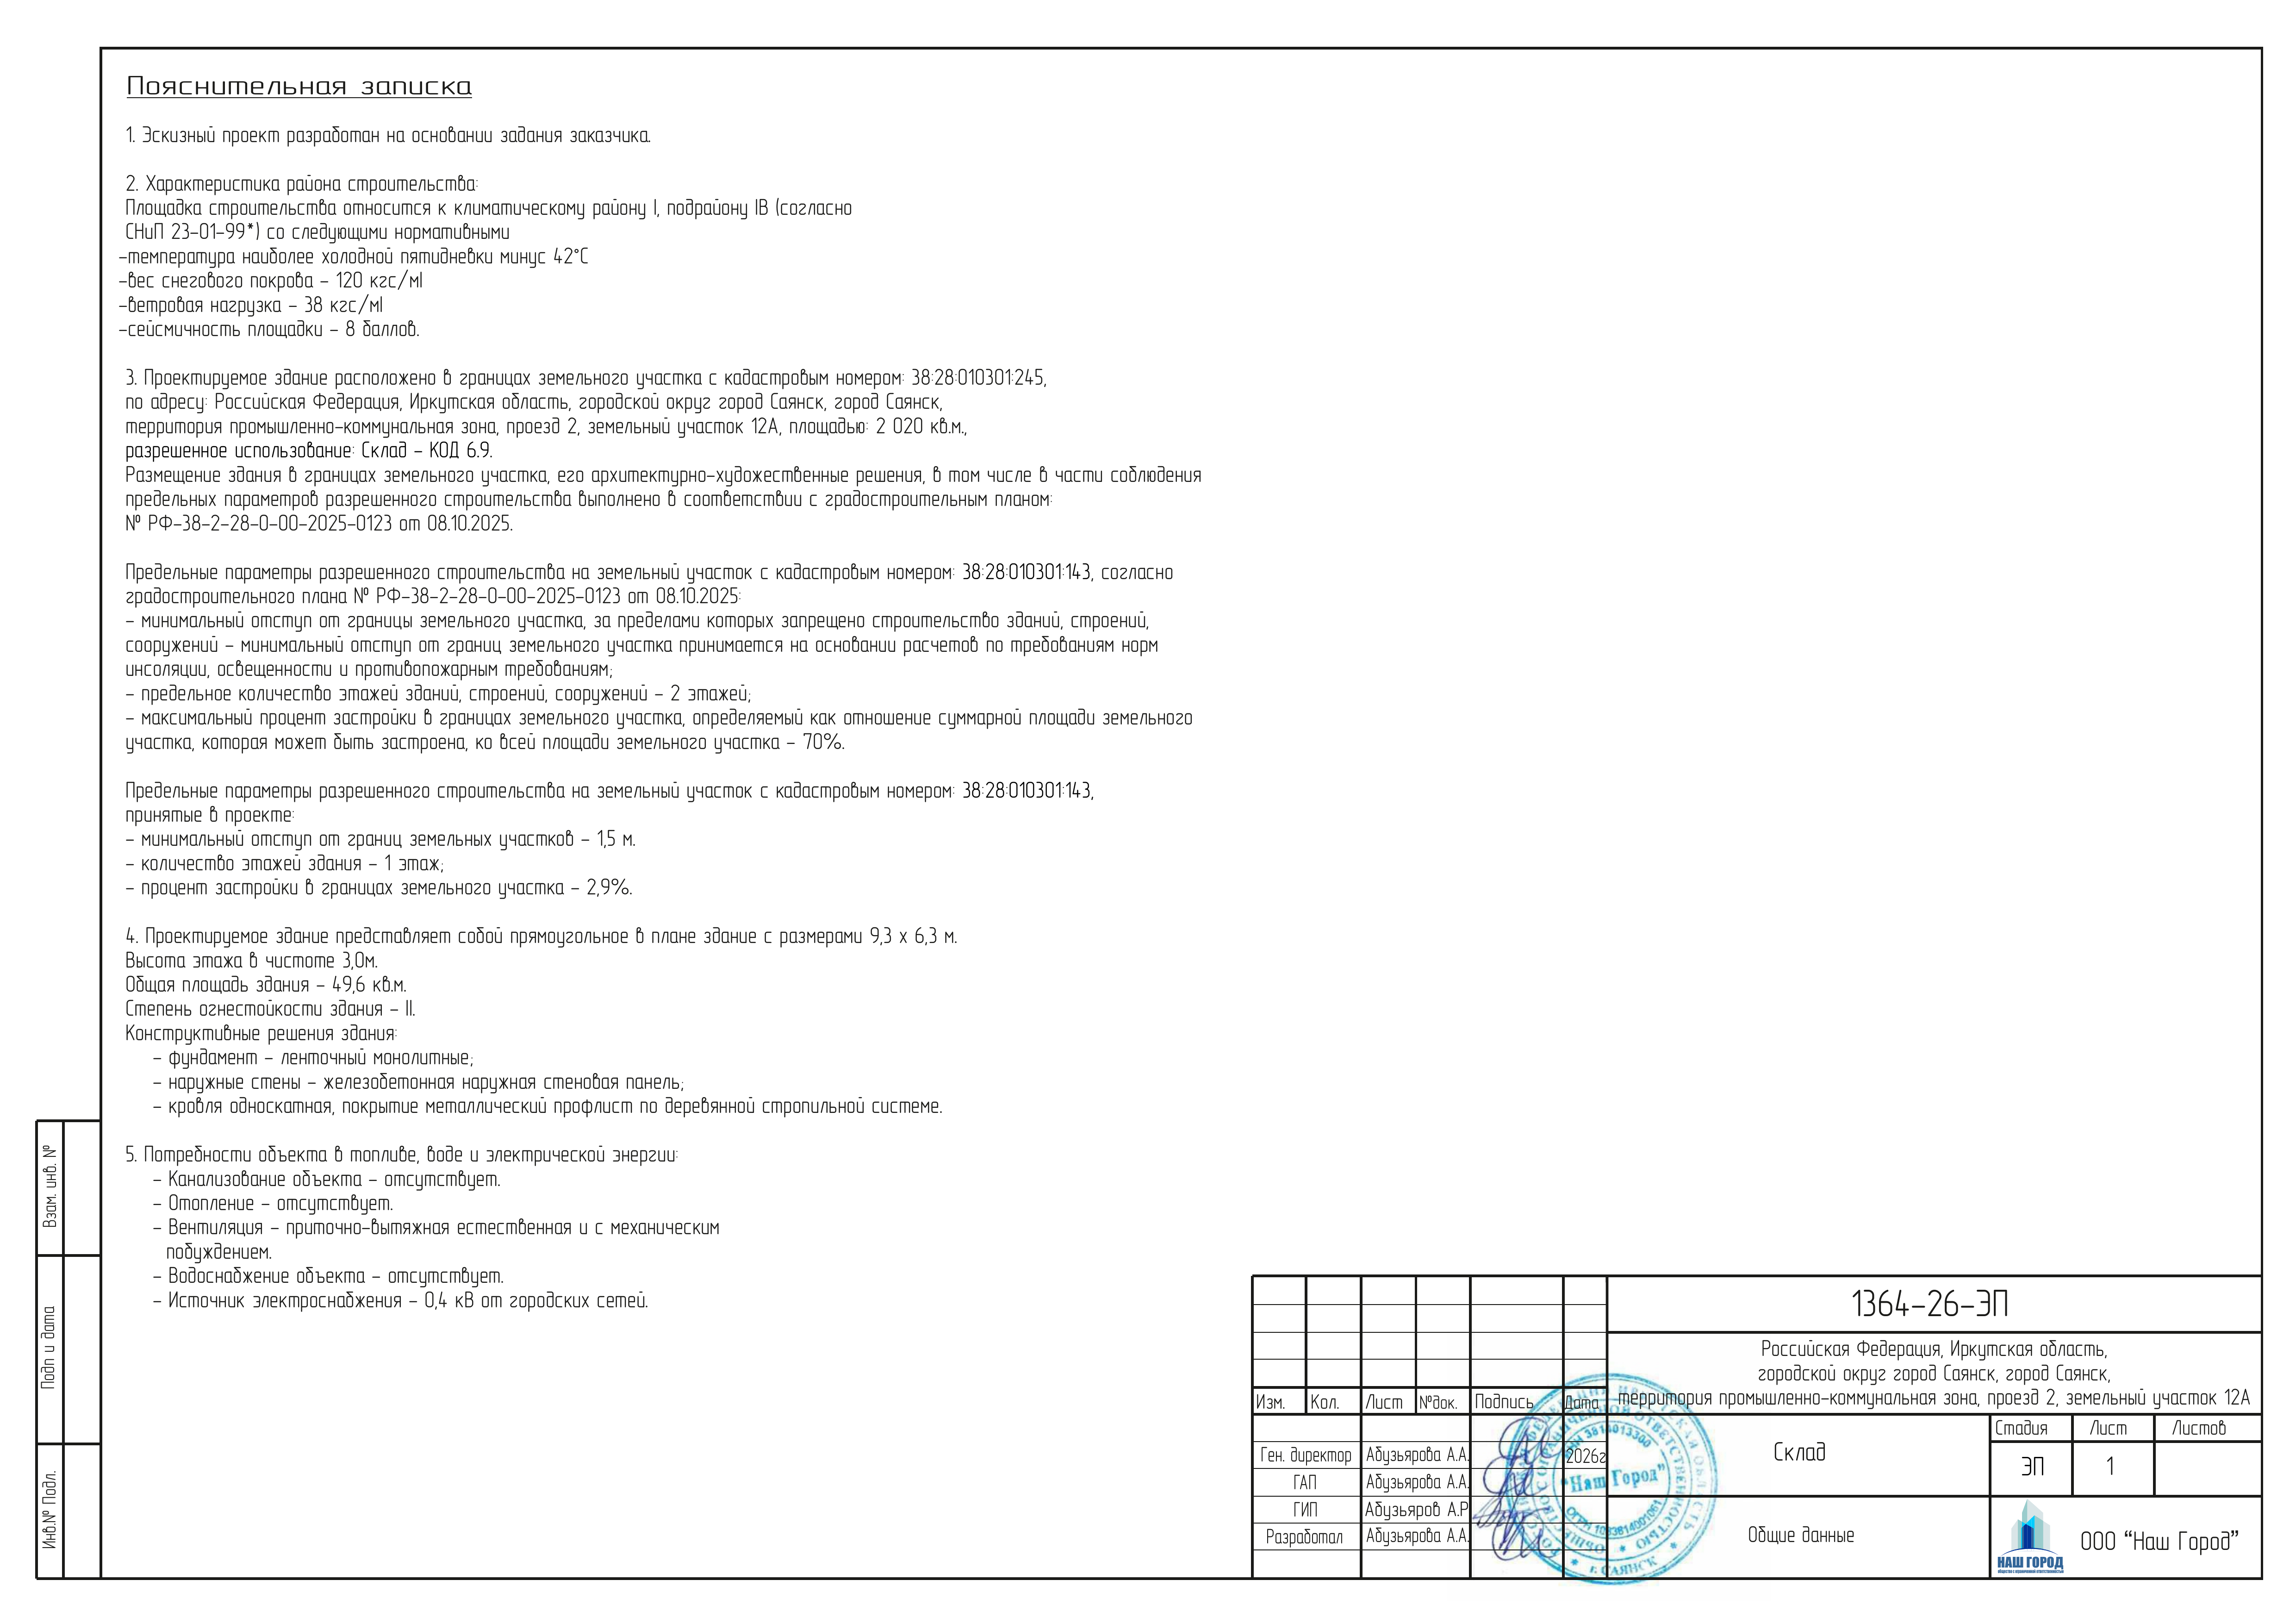 Пояснительная записка
1. Эскизный проект разработан на основании задания заказчика.
2. Характеристика района строительства:
Площадка строительства относится к климатическому району I, подрайону IВ (согласно
СНиП 23-01-99*) со следующими нормативными
-температура наиболее холодной пятидневки минус 42°С
-вес снегового покрова - 120 кгс/мl
-ветровая нагрузка - 38 кгс/мl
-сейсмичность площадки - 8 баллов.
3. Проектируемое здание расположено в границах земельного участка с кадастровым номером: 38:28:010301:245,
по адресу: Российская Федерация, Иркутская область, городской округ город Саянск, город Саянск,
территория промышленно-коммунальная зона, проезд 2, земельный участок 12А, площадью: 2 020 кв.м.,
разрешенное использование: Склад - КОД 6.9.
Размещение здания в границах земельного участка, его архитектурно-художественные решения, в том числе в части соблюдения
предельных параметров разрешенного строительства выполнено в соответствии с градостроительным планом:
№ РФ-38-2-28-0-00-2025-0123 от 08.10.2025.
Предельные параметры разрешенного строительства на земельный участок с кадастровым номером: 38:28:010301:143, согласно
градостроительного плана № РФ-38-2-28-0-00-2025-0123 от 08.10.2025:
- минимальный отступ от границы земельного участка, за пределами которых запрещено строительство зданий, строений,
сооружений - минимальный отступ от границ земельного участка принимается на основании расчетов по требованиям норм
инсоляции, освещенности и противопожарным требованиям;
- предельное количество этажей зданий, строений, сооружений - 2 этажей;
- максимальный процент застройки в границах земельного участка, определяемый как отношение суммарной площади земельного
участка, которая может быть застроена, ко всей площади земельного участка - 70%.
Предельные параметры разрешенного строительства на земельный участок с кадастровым номером: 38:28:010301:143,
принятые в проекте:
- минимальный отступ от границ земельных участков - 1,5 м.
- количество этажей здания - 1 этаж;
- процент застройки в границах земельного участка - 2,9%.
4. Проектируемое здание представляет собой прямоугольное в плане здание с размерами 9,3 х 6,3 м.
Высота этажа в чистоте 3,0м.
Общая площадь здания - 49,6 кв.м.
Степень огнестойкости здания - II.
Конструктивные решения здания:
- фундамент - ленточный монолитные;
- наружные стены - железобетонная наружная стеновая панель;
- кровля односкатная, покрытие металлический профлист по деревянной стропильной системе.
5. Потребности объекта в топливе, воде и электрической энергии:
- Канализование объекта - отсутствует.
- Отопление - отсутствует.
- Вентиляция - приточно-вытяжная естественная и с механическим
побуждением.
- Водоснабжение объекта - отсутствует.
- Источник электроснабжения - 0,4 кВ от городских сетей.
Взам. инв. №
Подп и дата
Инв.№ Подл.
1364-26-ЭП
Российская Федерация, Иркутская область,
городской округ город Саянск, город Саянск,
территория промышленно-коммунальная зона, проезд 2, земельный участок 12А
Изм. Кол. Лист №док. Подпись Дата
Склад
Стадия Лист Листов
ЭП 1
Ген. директор Абузьярова А.А. 2026г
ГАП Абузьярова А.А.
ГИП Абузьяров А.Р
Разработал Абузьярова А.А.
Общие данные
ООО “Наш Город”
НАШ ГОРОД
ИНН 3814013300
“Наш Город”
г. САЯНСК